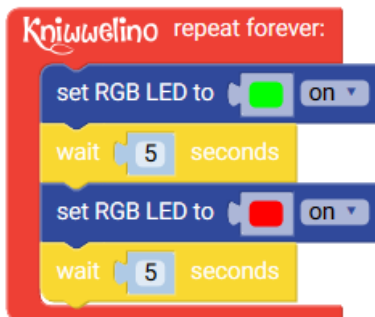 Kniwwelino repeat forever:
set RGB LED to on
wait 5 seconds
set RGB LED to on
wait 5 seconds